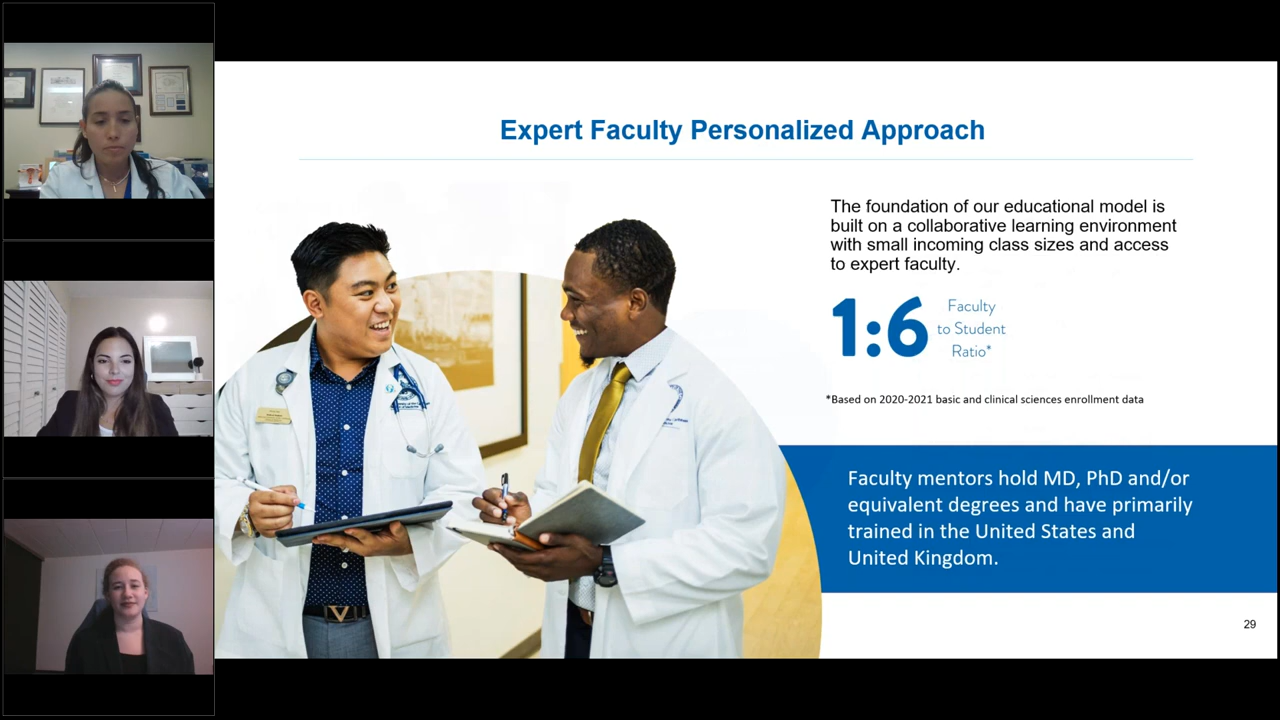 Expert Faculty Personalized Approach
The foundation of our educational model is
built on a collaborative learning environment
with small incoming class sizes and access
to expert faculty.
1:6
Faculty
to Student
Ratio*
*Based on 2020-2021 basic and clinical sciences enrollment data
Faculty mentors hold MD, PhD and/or
equivalent degrees and have primarily
trained in the United States and
United Kingdom.
29